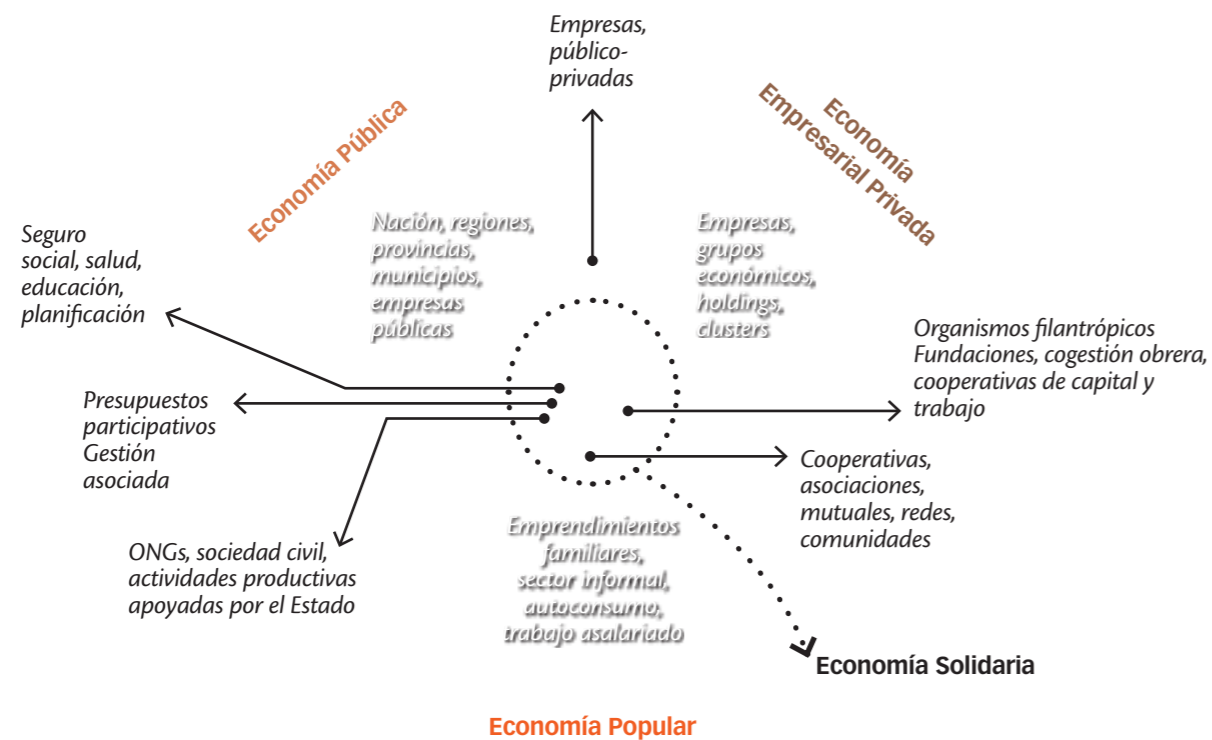 Empresas,
público-
privadas
Economía Pública
Economía
Empresarial Privada
Nación, regiones,
provincias,
municipios,
empresas
públicas
Empresas,
grupos
económicos,
holdings,
clusters
Seguro
social, salud,
educación,
planificación
Organismos filantrópicos
Fundaciones, cogestión obrera,
cooperativas de capital y
trabajo
Presupuestos
participativos
Gestión
asociada
Cooperativas,
asociaciones,
mutuales, redes,
comunidades
ONGs, sociedad civil,
actividades productivas
apoyadas por el Estado
Emprendimientos
familiares,
sector informal,
autoconsumo,
trabajo asalariado
Economía Solidaria
Economía Popular